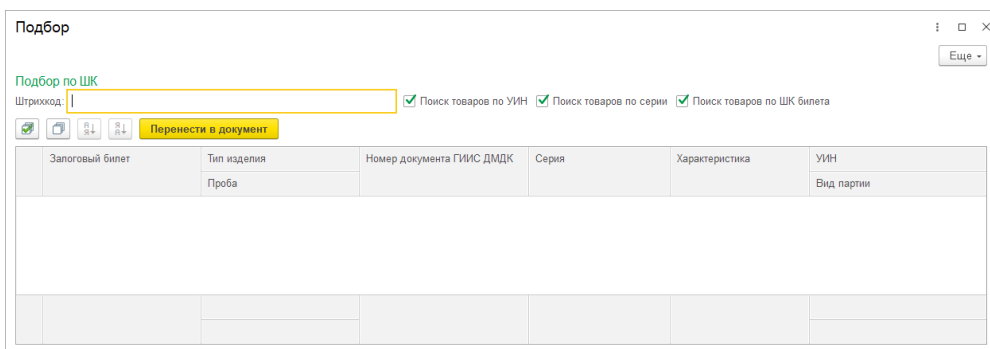 Подбор
Еще
Подбор по ШК
Штрихкод: Поиск товаров по УИН Поиск товаров по серии Поиск товаров по ШК билета
Перенести в документ
Залоговый билет Тип изделия Номер документа ГИИС ДМДК Серия Характеристика УИН
Проба Вид партии